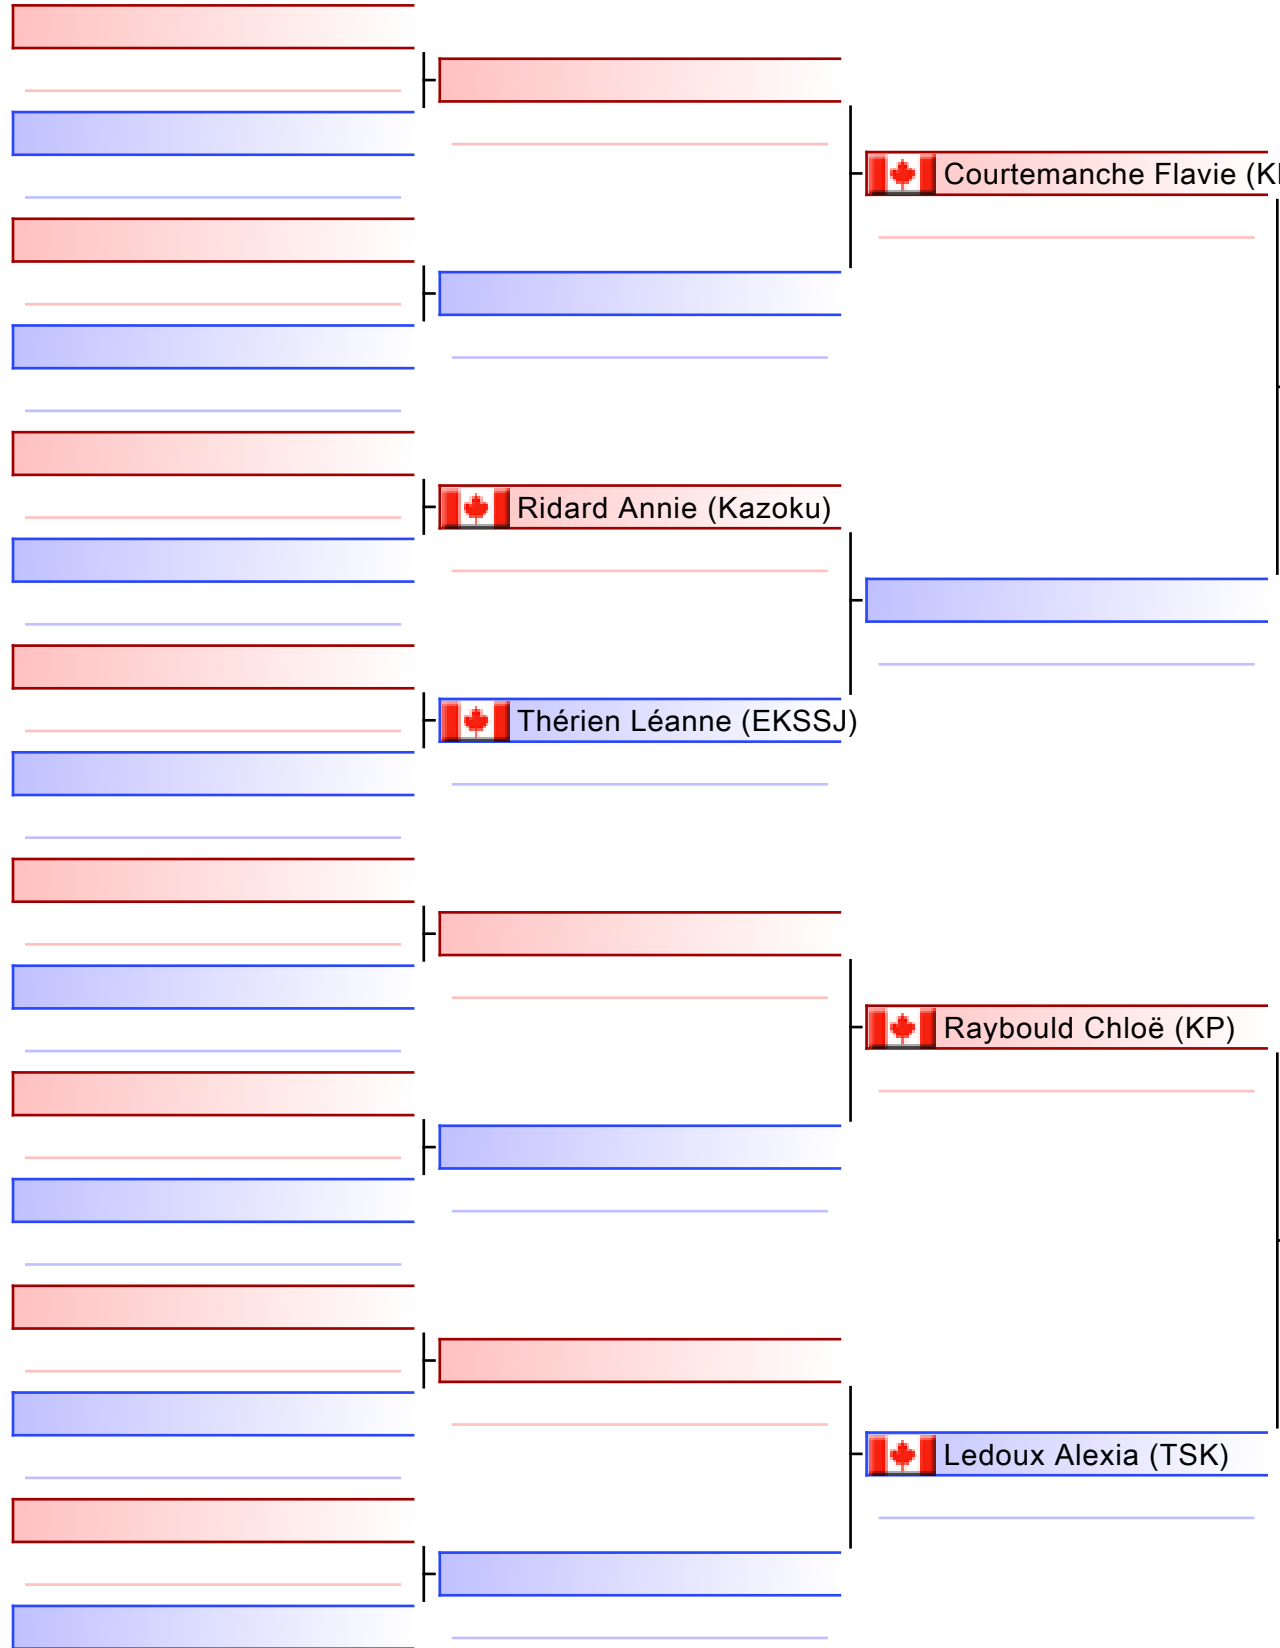 Courtemanche Flavie
Ridard Annie (Kazoku)
Thérien Léanne (EKSSJ)
Raybould Chloë (KP)
Ledoux Alexia (TSK)